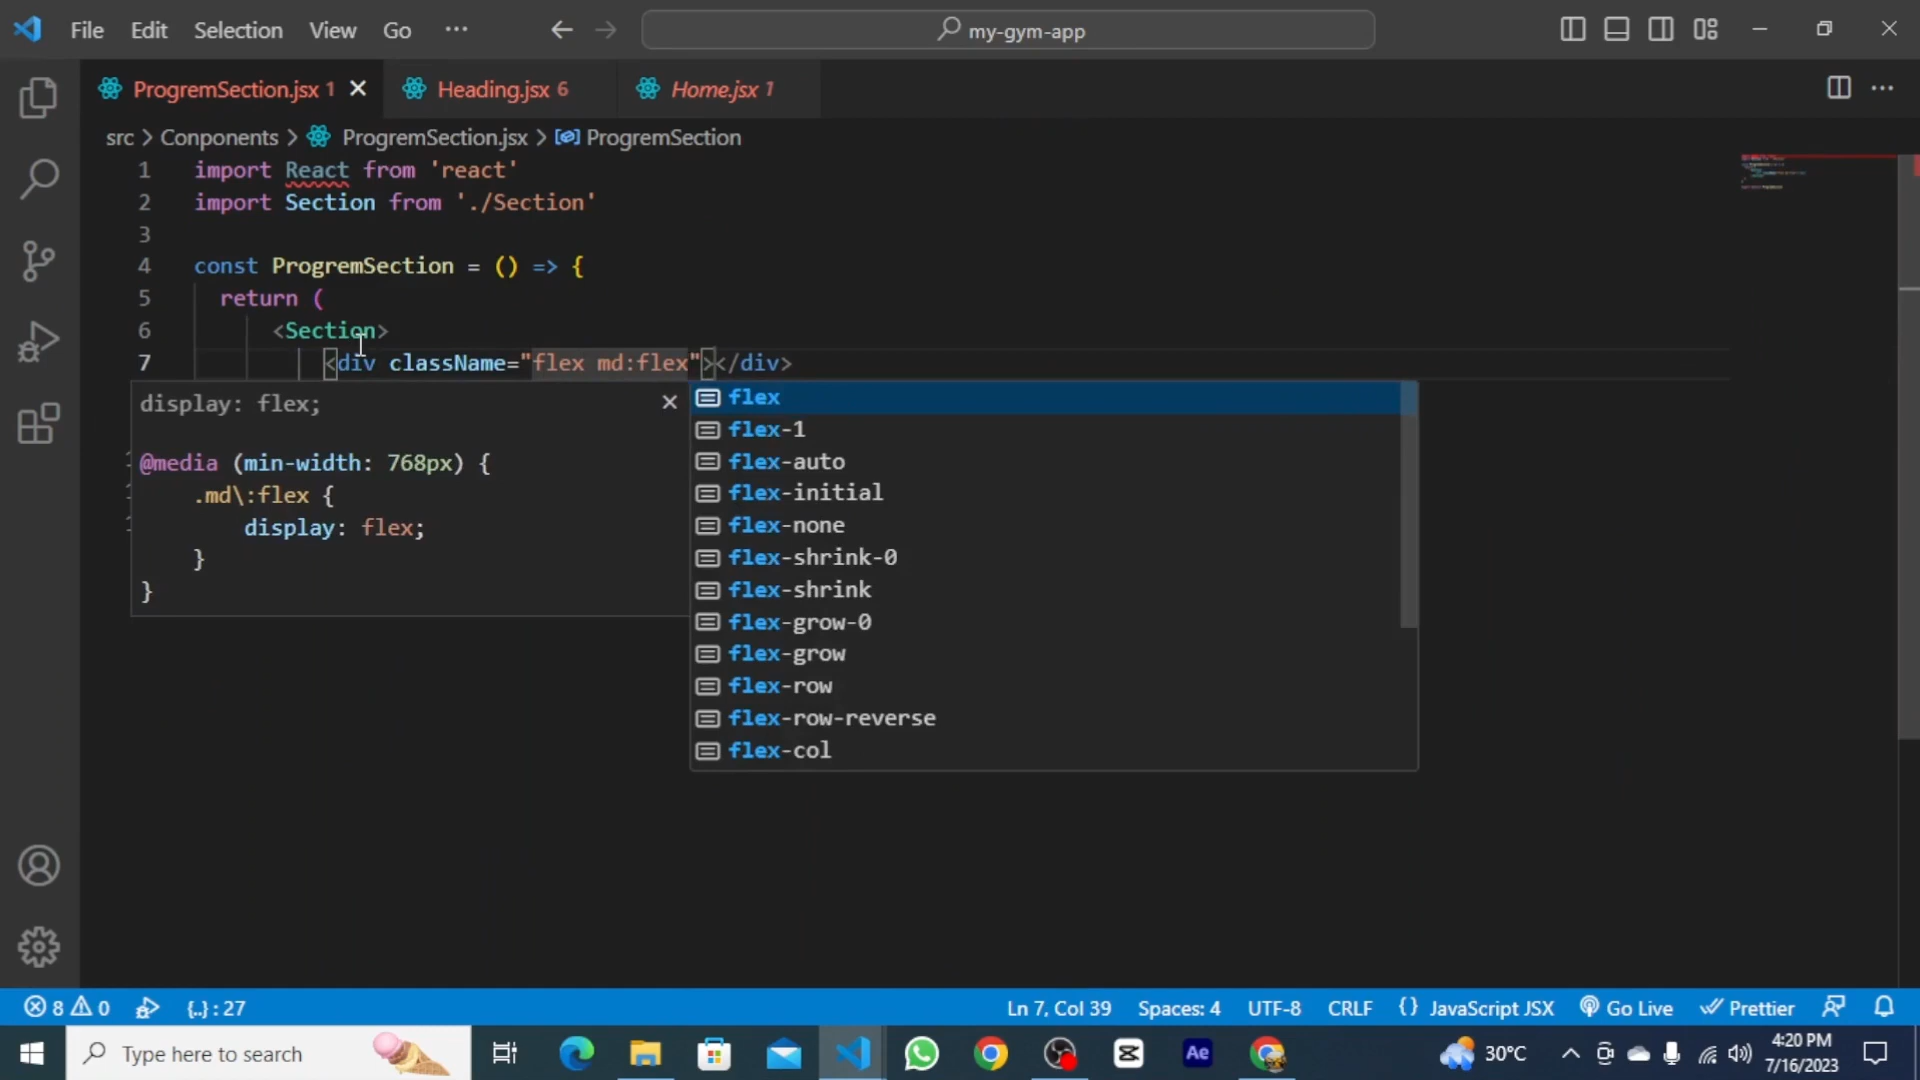 File Edit Selection View Go ··· my-gym-app
ProgremSection.jsx 1 Heading.jsx 6 Home.jsx 1
src > Conponents > ProgremSection.jsx > ProgremSection
1 import React from 'react'
2 import Section from './Section'
3
4 const ProgremSection = () => {
5 return (
6 <Section>
7 <div className="flex md:flex"></div>
display: flex;
@media (min-width: 768px) {
.md\:flex {
display: flex;
}
}
flex
flex-1
flex-auto
flex-initial
flex-none
flex-shrink-0
flex-shrink
flex-grow-0
flex-grow
flex-row
flex-row-reverse
flex-col
8 0 {..} : 27 Ln 7, Col 39 Spaces: 4 UTF-8 CRLF {} JavaScript JSX Go Live Prettier
Type here to search Ae 30°C 4:20 PM
7/16/2023